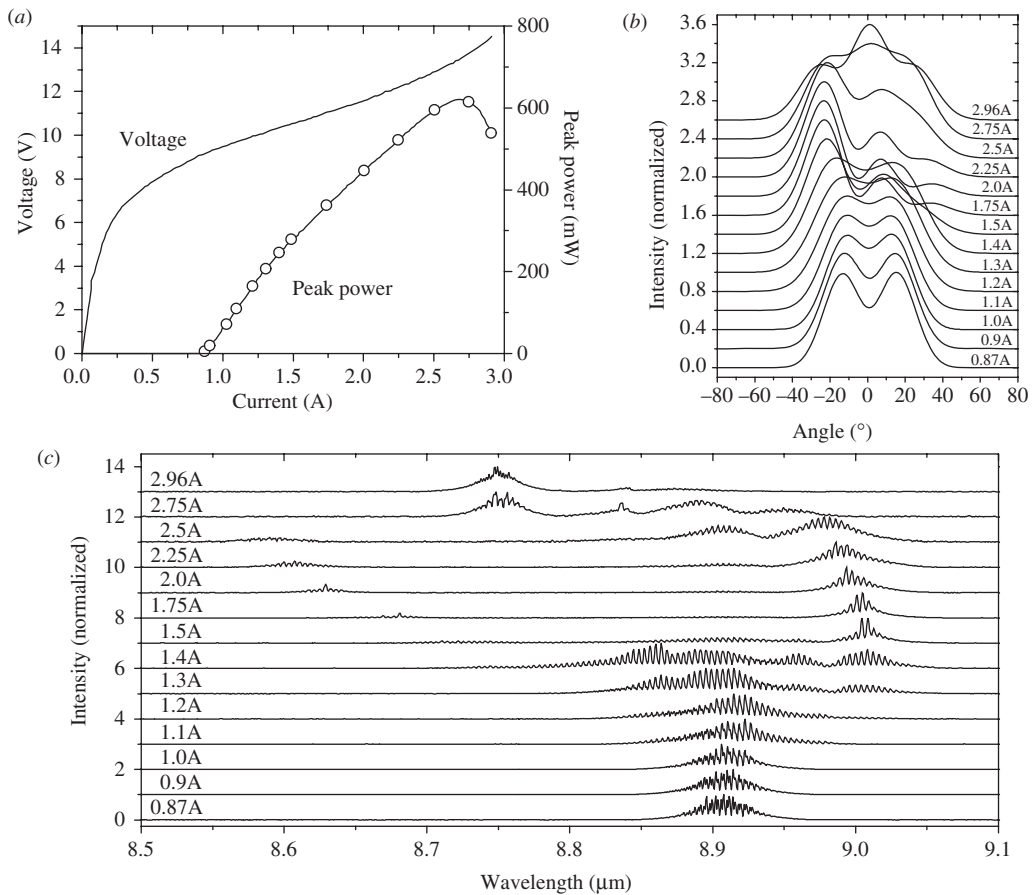 (a)
800
14
12
600
Voltage
10
Voltage (V)
8
400
Peak power (mW)
6
4
200
Peak power
2
0
0
0.0 0.5 1.0 1.5 2.0 2.5 3.0
Current (A)
(b)
3.6
3.2
2.8
2.4
2.0
1.6
1.2
0.8
0.4
0.0
Intensity (normalized)
2.96A
2.75A
2.5A
2.25A
2.0A
1.75A
1.5A
1.4A
1.3A
1.2A
1.1A
1.0A
0.9A
0.87A
–80 –60 –40 –20 0 20 40 60 80
Angle (°)
(c)
14
12
10
8
6
4
2
0
Intensity (normalized)
2.96A
2.75A
2.5A
2.25A
2.0A
1.75A
1.5A
1.4A
1.3A
1.2A
1.1A
1.0A
0.9A
0.87A
8.5 8.6 8.7 8.8 8.9 9.0 9.1
Wavelength (μm)